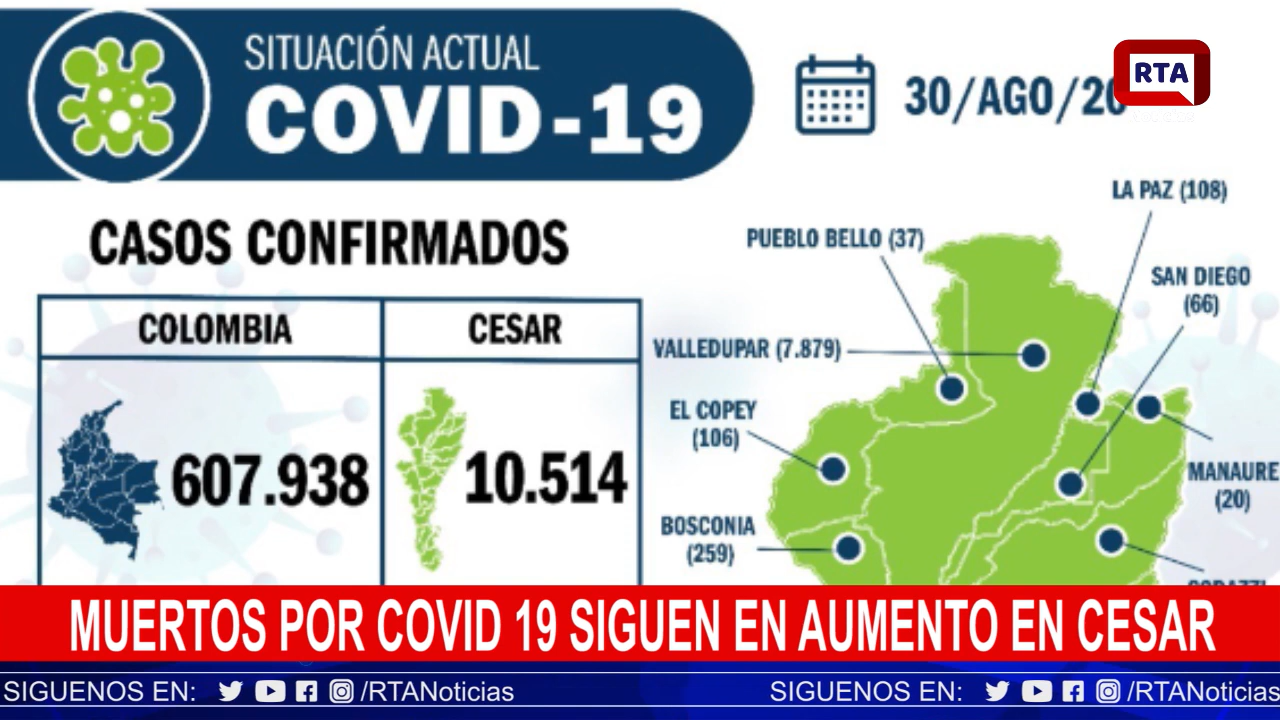 SITUACIÓN ACTUAL
COVID-19
30/AGO/20
RTA
CASOS CONFIRMADOS
COLOMBIA
CESAR
607.938
10.514
LA PAZ (108)
PUEBLO BELLO (37)
SAN DIEGO
(66)
VALLEDUPAR (7.879)
EL COPEY
(106)
MANAURE
(20)
BOSCONIA
(259)
MUERTOS POR COVID 19 SIGUEN EN AUMENTO EN CESAR
SIGUENOS EN: /RTANoticias
SIGUENOS EN: /RTANoticias